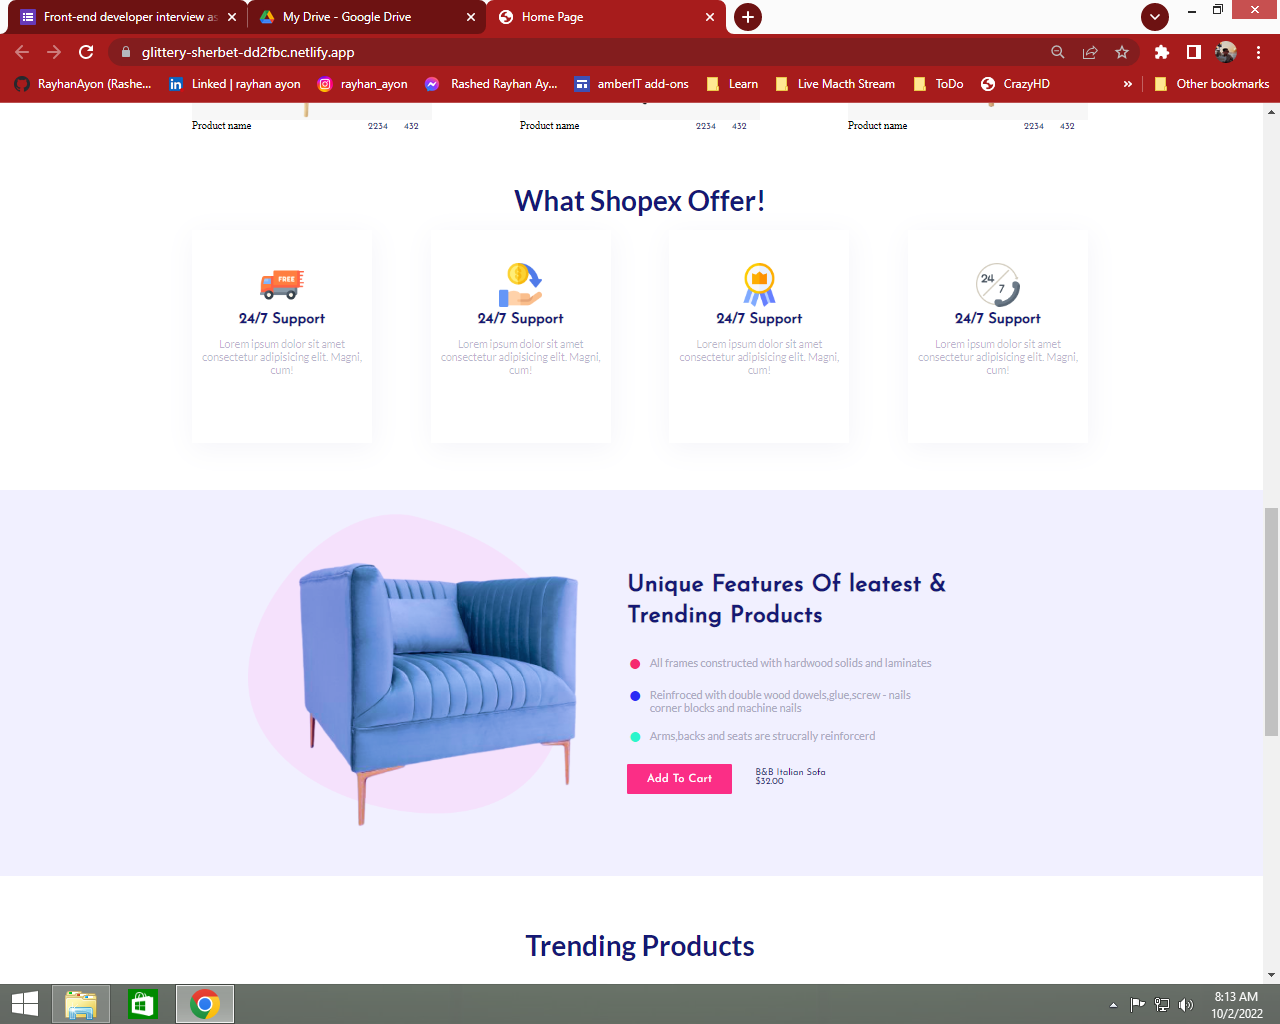 Front-end developer interview as
My Drive - Google Drive
Home Page
glittery-sherbet-dd2fbc.netlify.app
RayhanAyon (Rashe...
Linked | rayhan ayon
rayhan_ayon
Rashed Rayhan Ay...
amberIT add-ons
Learn
Live Macth Stream
ToDo
CrazyHD
»
Other bookmarks
Product name 2234 432
Product name 2234 432
Product name 2234 432
What Shopex Offer!
FREE
24/7 Support
Lorem ipsum dolor sit amet
consectetur adipisicing elit. Magni,
cum!
24/7 Support
Lorem ipsum dolor sit amet
consectetur adipisicing elit. Magni,
cum!
24/7 Support
Lorem ipsum dolor sit amet
consectetur adipisicing elit. Magni,
cum!
24
7
24/7 Support
Lorem ipsum dolor sit amet
consectetur adipisicing elit. Magni,
cum!
Unique Features Of leatest &
Trending Products
All frames constructed with hardwood solids and laminates
Reinfroced with double wood dowels,glue,screw - nails
corner blocks and machine nails
Arms,backs and seats are strucrally reinforcerd
Add To Cart
B&B Italian Sofa
$32.00
Trending Products
8:13 AM
10/2/2022